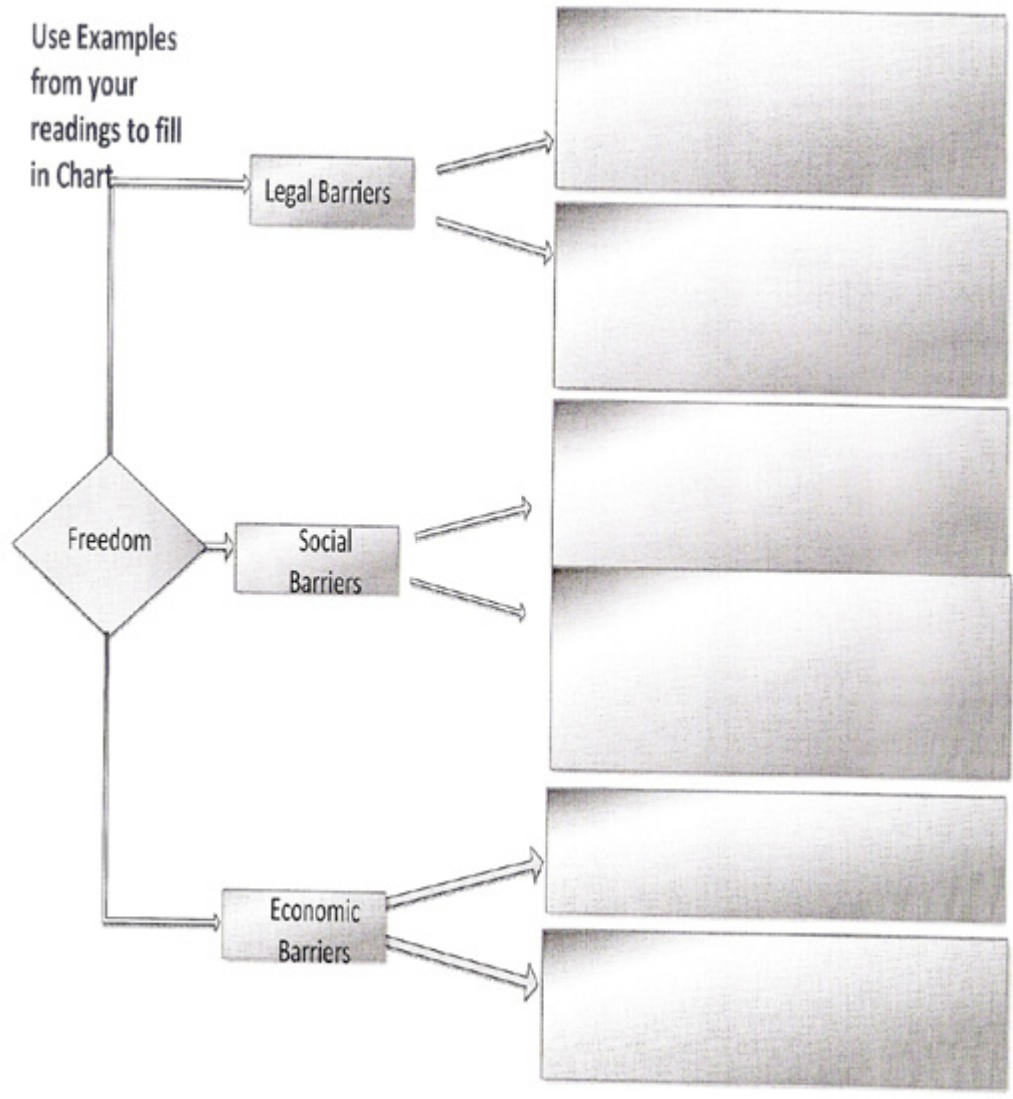 Use Examples
from your
readings to fill
in Chart
Legal Barriers
Freedom
Social
Barriers
Economic
Barriers